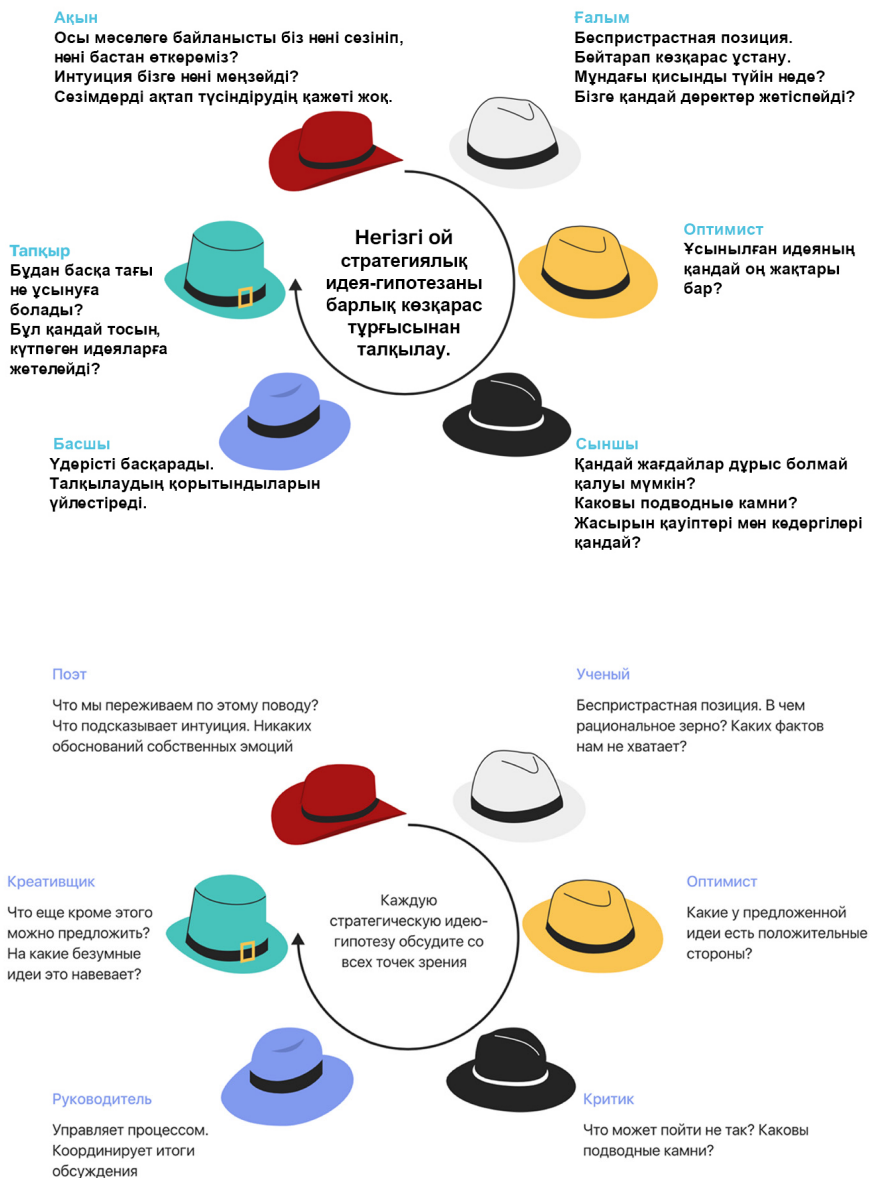 Ақын
Осы мәселеге байланысты біз нені сезініп,
нені бастан өткереміз?
Интуиция бізге нені меңзейді?
Сезімдерді ақтап түсіндірудің қажеті жоқ.
Ғалым
Беспристрастная позиция.
Бейтарап көзқарас ұстану.
Мұндағы қисынды түйін неде?
Бізге қандай деректер жетіспейді?
Тапқыр
Бұдан басқа тағы
не ұсынуға
болады?
Бұл қандай тосын,
күтпеген идеяларға
жетелейді?
Негізгі ой
стратегиялық
идея-гипотезаны
барлық көзқарас
тұрғысынан
талқылау.
Оптимист
Ұсынылған идеяның
қандай оң жақтары
бар?
Басшы
Үдерісті басқарады.
Талқылаудың қорытындыларын
үйлестіреді.
Сыншы
Қандай жағдайлар дұрыс болмай
қалуы мүмкін?
Каковы подводные камни?
Жасырын қауіптері мен кедергілері
қандай?
Поэт
Что мы переживаем по этому поводу?
Что подсказывает интуиция. Никаких
обоснований собственных эмоций
Ученый
Беспристрастная позиция. В чем
рациональное зерно? Каких фактов
нам не хватает?
Креативщик
Что еще кроме этого
можно предложить?
На какие безумные
идеи это навевает?
Каждую
стратегическую идею-
гипотезу обсудите со
всех точек зрения
Оптимист
Какие у предложенной
идеи есть положительные
стороны?
Руководитель
Управляет процессом.
Координирует итоги
обсуждения
Критик
Что может пойти не так? Каковы
подводные камни?